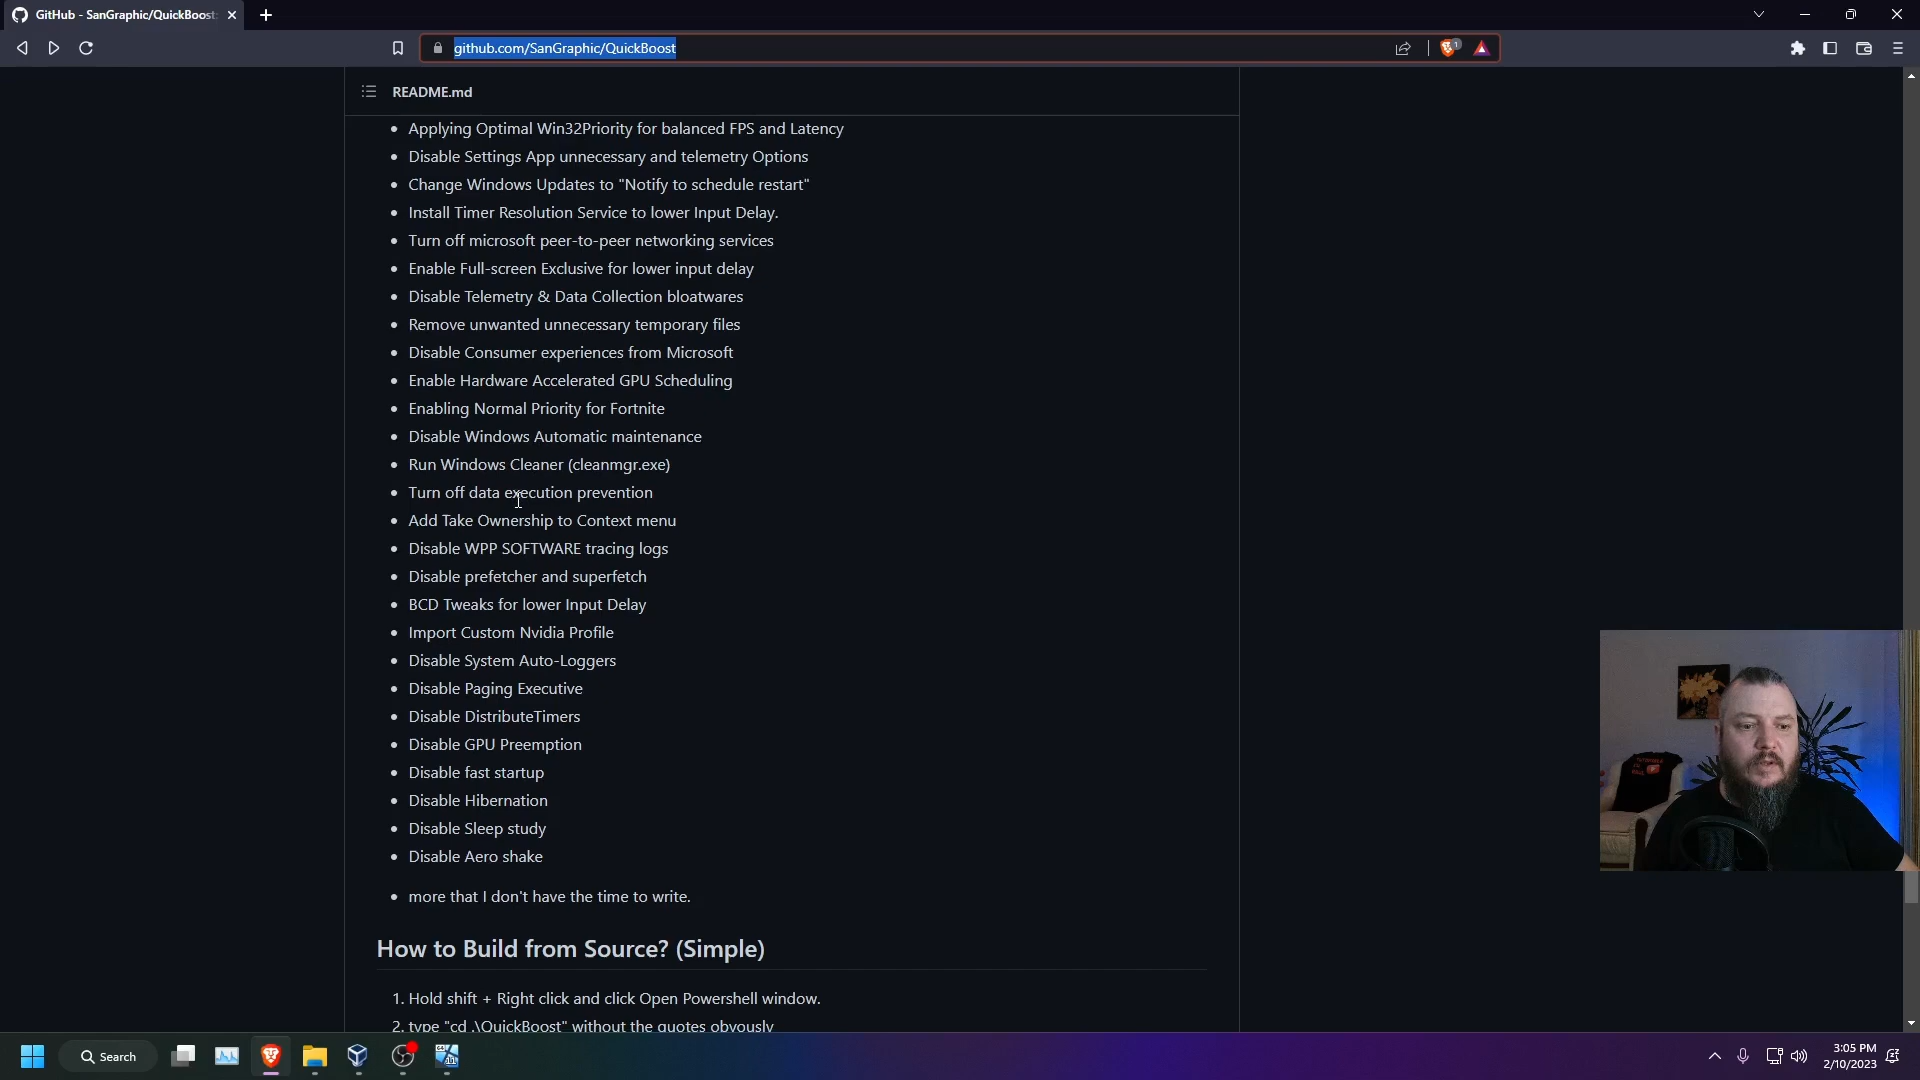 GitHub - SanGraphic/QuickBoost:
github.com/SanGraphic/QuickBoost
1
README.md
Applying Optimal Win32Priority for balanced FPS and Latency
Disable Settings App unnecessary and telemetry Options
Change Windows Updates to "Notify to schedule restart"
Install Timer Resolution Service to lower Input Delay.
Turn off microsoft peer-to-peer networking services
Enable Full-screen Exclusive for lower input delay
Disable Telemetry & Data Collection bloatwares
Remove unwanted unnecessary temporary files
Disable Consumer experiences from Microsoft
Enable Hardware Accelerated GPU Scheduling
Enabling Normal Priority for Fortnite
Disable Windows Automatic maintenance
Run Windows Cleaner (cleanmgr.exe)
Turn off data execution prevention
Add Take Ownership to Context menu
Disable WPP SOFTWARE tracing logs
Disable prefetcher and superfetch
BCD Tweaks for lower Input Delay
Import Custom Nvidia Profile
Disable System Auto-Loggers
Disable Paging Executive
Disable DistributeTimers
Disable GPU Preemption
Disable fast startup
Disable Hibernation
Disable Sleep study
Disable Aero shake
more that I don't have the time to write.
How to Build from Source? (Simple)
1. Hold shift + Right click and click Open Powershell window.
2. type "cd .\QuickBoost" without the quotes obvously
Search
3:05 PM
2/10/2023